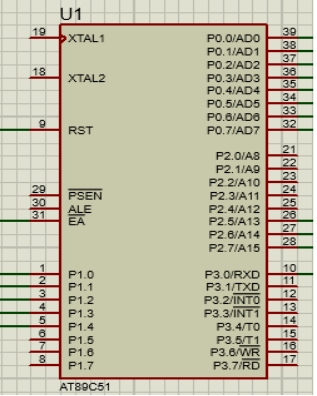 U1
19 XTAL1 P0.0/AD0 39
P0.1/AD1 38
P0.2/AD2 37
18 XTAL2 P0.3/AD3 36
P0.4/AD4 35
P0.5/AD5 34
P0.6/AD6 33
9 RST P0.7/AD7 32
P2.0/A8 21
P2.1/A9 22
P2.2/A10 23
29 PSEN P2.3/A11 24
30 ALE P2.4/A12 25
31 EA P2.5/A13 26
P2.6/A14 27
P2.7/A15 28
1 P1.0 P3.0/RXD 10
2 P1.1 P3.1/TXD 11
3 P1.2 P3.2/INT0 12
4 P1.3 P3.3/INT1 13
5 P1.4 P3.4/T0 14
6 P1.5 P3.5/T1 15
7 P1.6 P3.6/WR 16
8 P1.7 P3.7/RD 17
AT89C51